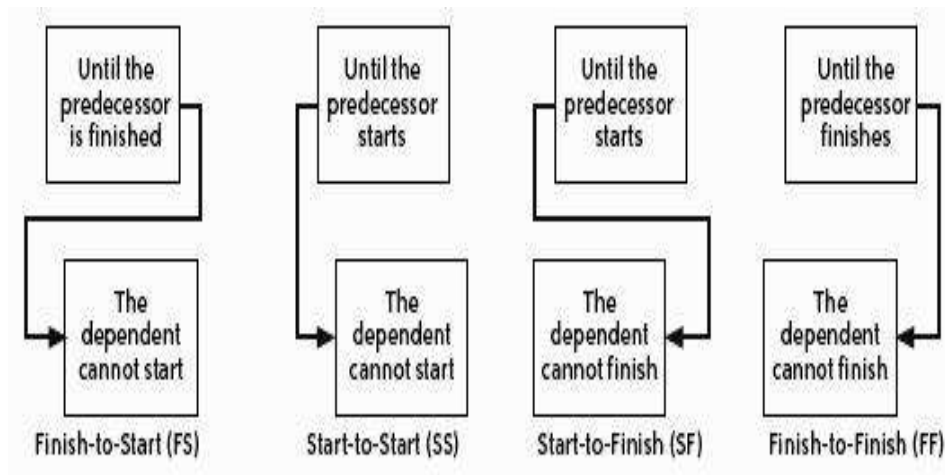 Until the
predecessor
is finished
Until the
predecessor
starts
Until the
predecessor
starts
Until the
predecessor
finishes
The
dependent
cannot start
The
dependent
cannot start
The
dependent
cannot finish
The
dependent
cannot finish
Finish-to-Start (FS)
Start-to-Start (SS)
Start-to-Finish (SF)
Finish-to-Finish (FF)